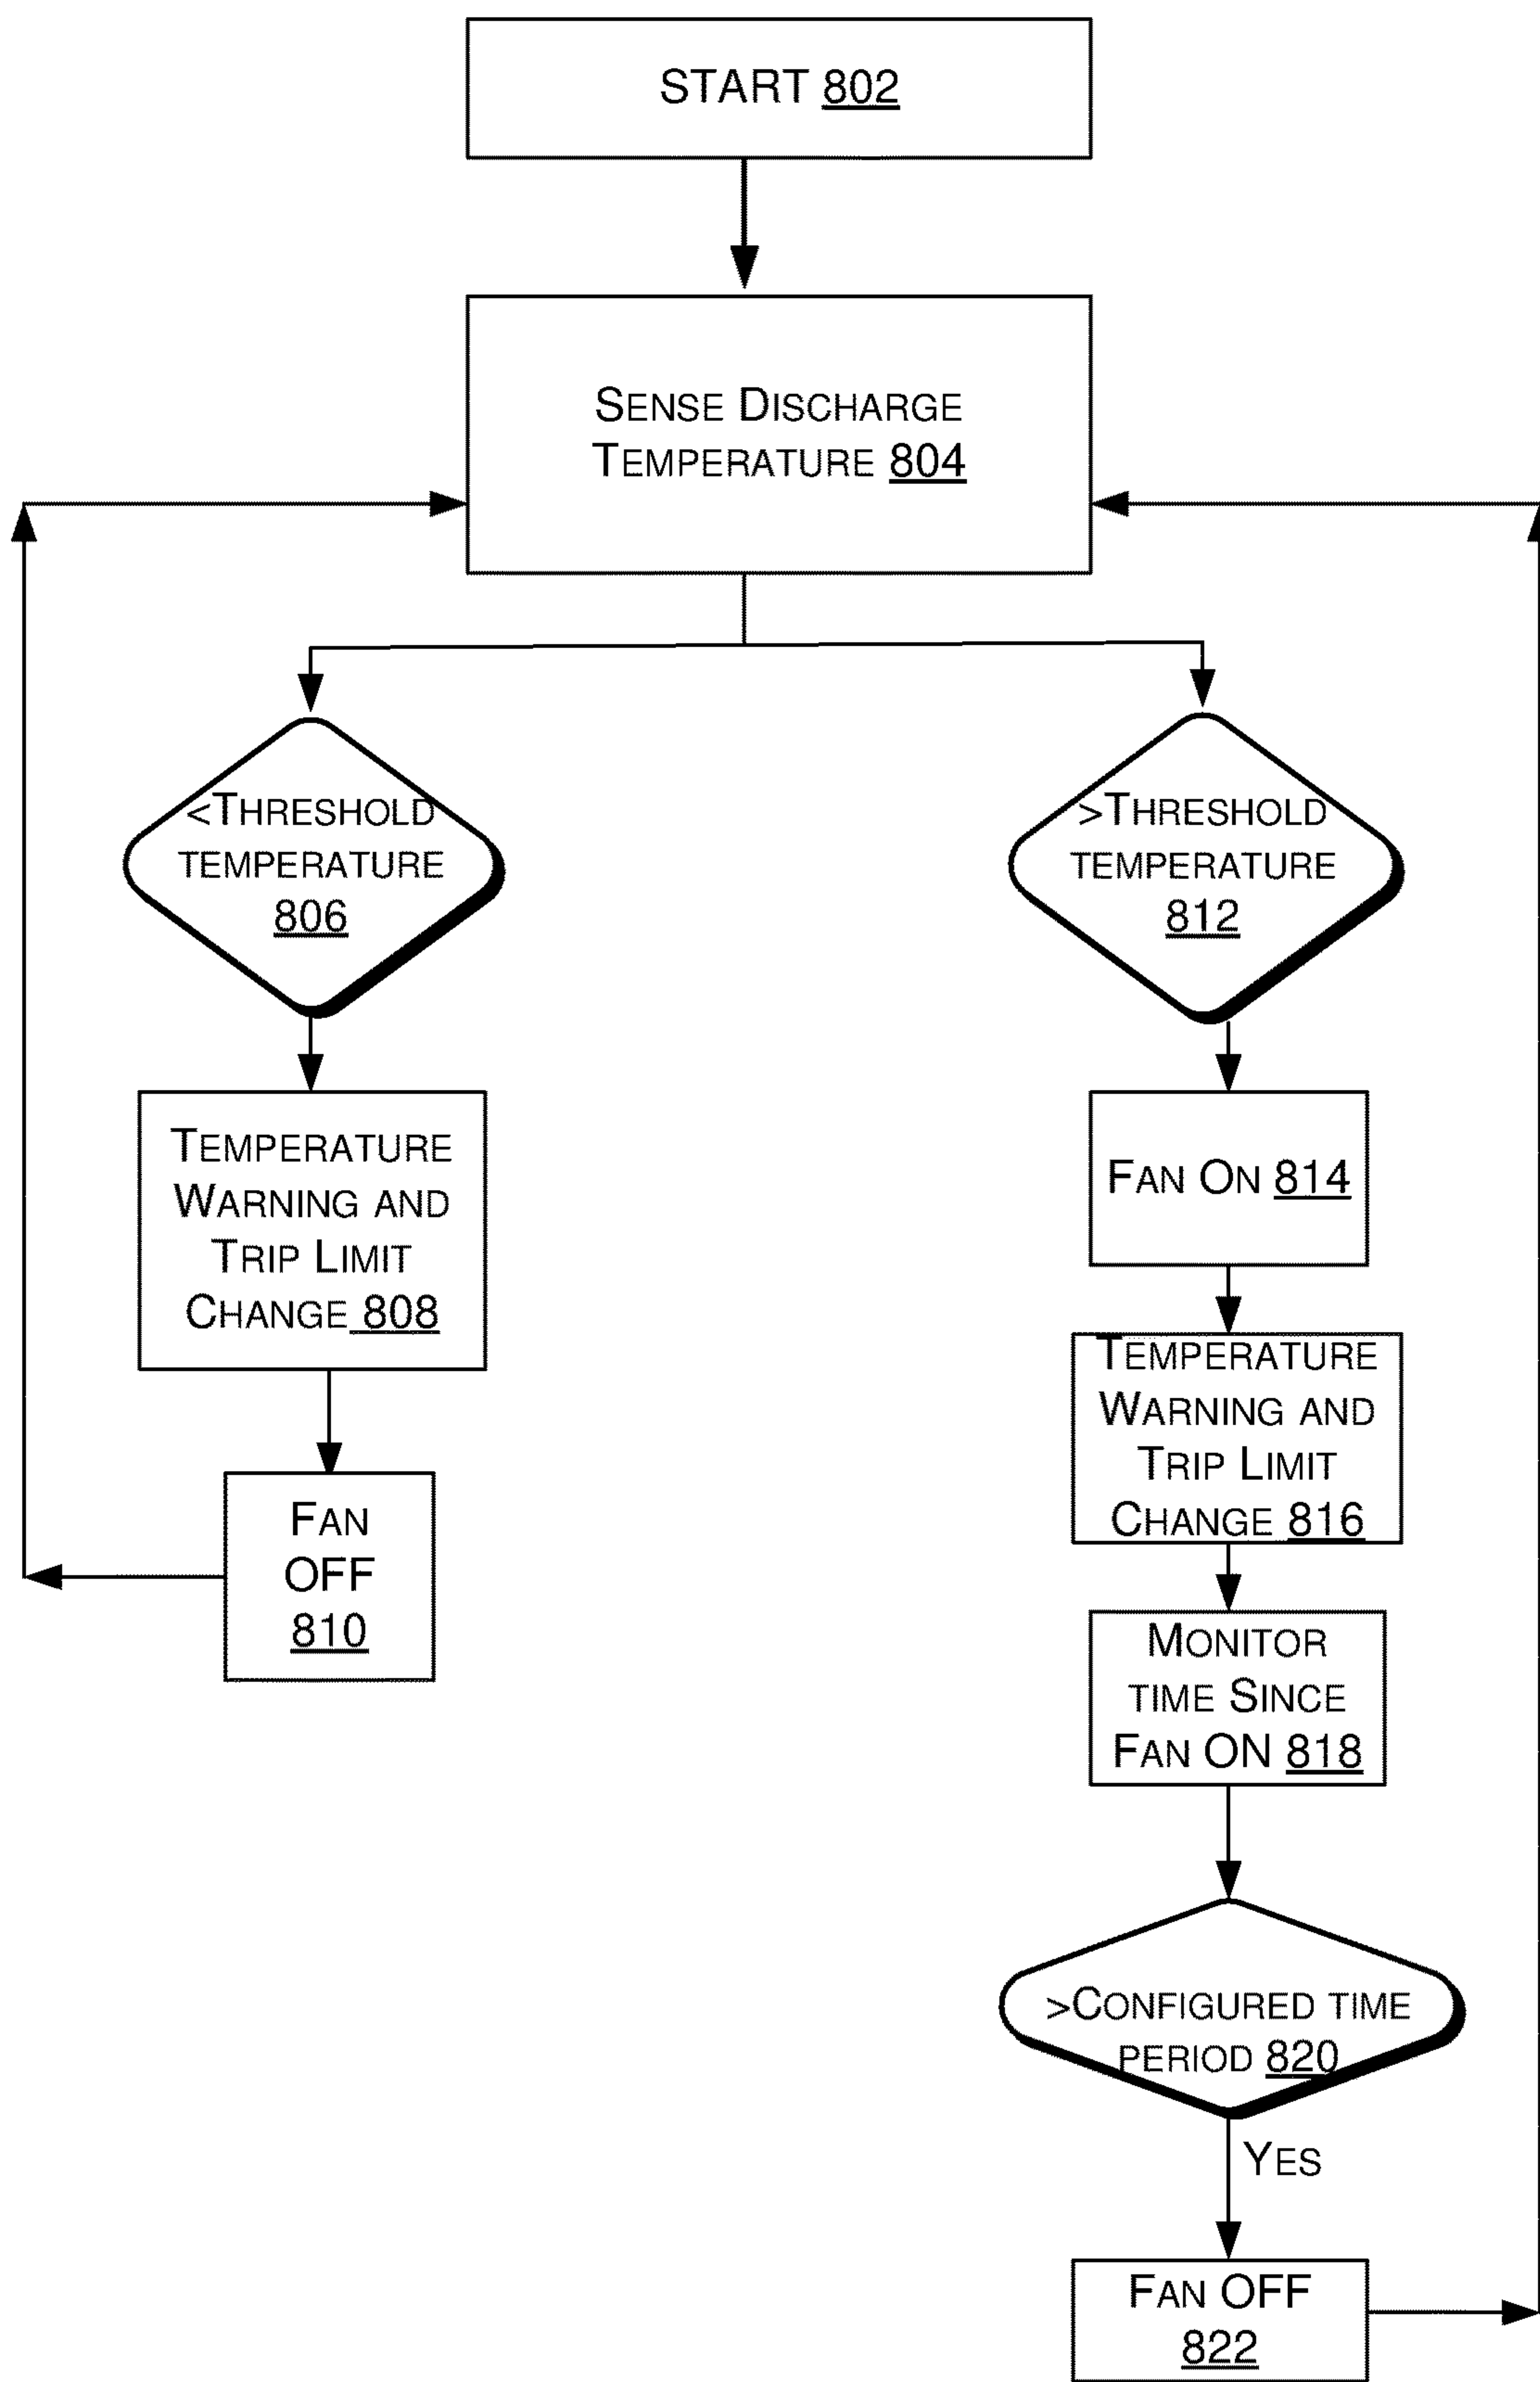 START 802
SENSE DISCHARGE
TEMPERATURE 804
<THRESHOLD
TEMPERATURE
806
TEMPERATURE
WARNING AND
TRIP LIMIT
CHANGE 808
FAN
OFF
810
>THRESHOLD
TEMPERATURE
812
FAN ON 814
TEMPERATURE
WARNING AND
TRIP LIMIT
CHANGE 816
MONITOR
TIME SINCE
FAN ON 818
>CONFIGURED TIME
PERIOD 820
YES
FAN OFF
822